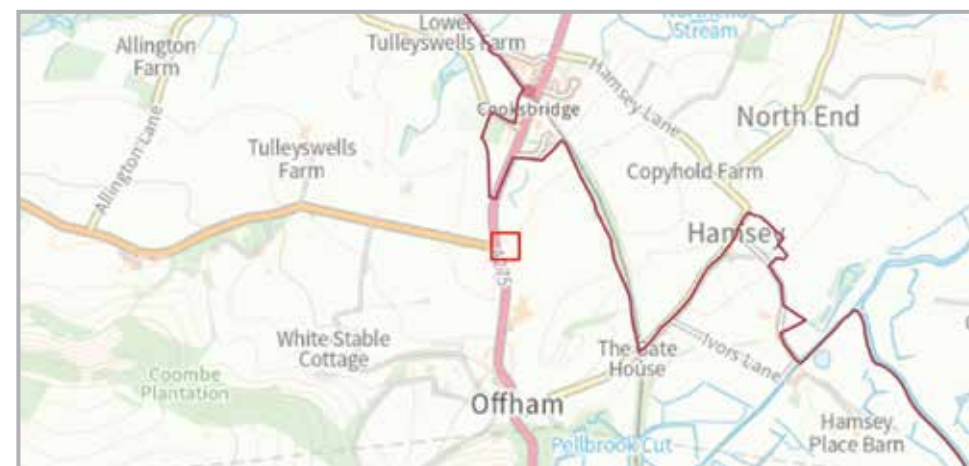 Lower
Tulleyswells Farm
Stream
Allington
Farm
Hamsey Lane
Cooksbridge
North End
Tulleyswells
Farm
Allington Lane
Copyhold Farm
Hamsey
White Stable
Cottage
The Gate
House
Ivors Lane
Coombe
Plantation
Offham
Hamsey
Place Barn
Pellbrook Cut